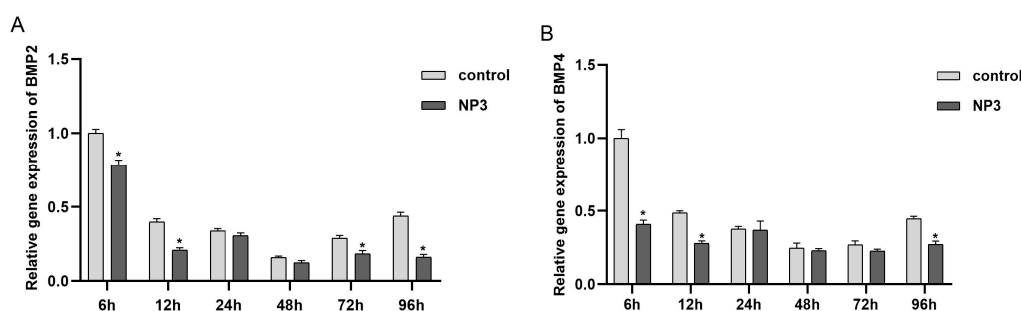 A
Relative gene expression of BMP2
1.5
1.0
0.5
0.0
control
NP3
*
*
*
*
6h 12h 24h 48h 72h 96h
B
Relative gene expression of BMP4
1.5
1.0
0.5
0.0
control
NP3
*
*
*
6h 12h 24h 48h 72h 96h